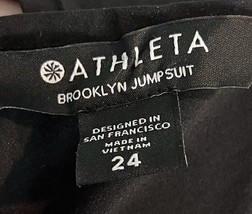 ATHLETA
BROOKLYN JUMPSUIT
DESIGNED IN
SAN FRANCISCO
MADE IN
VIETNAM
24